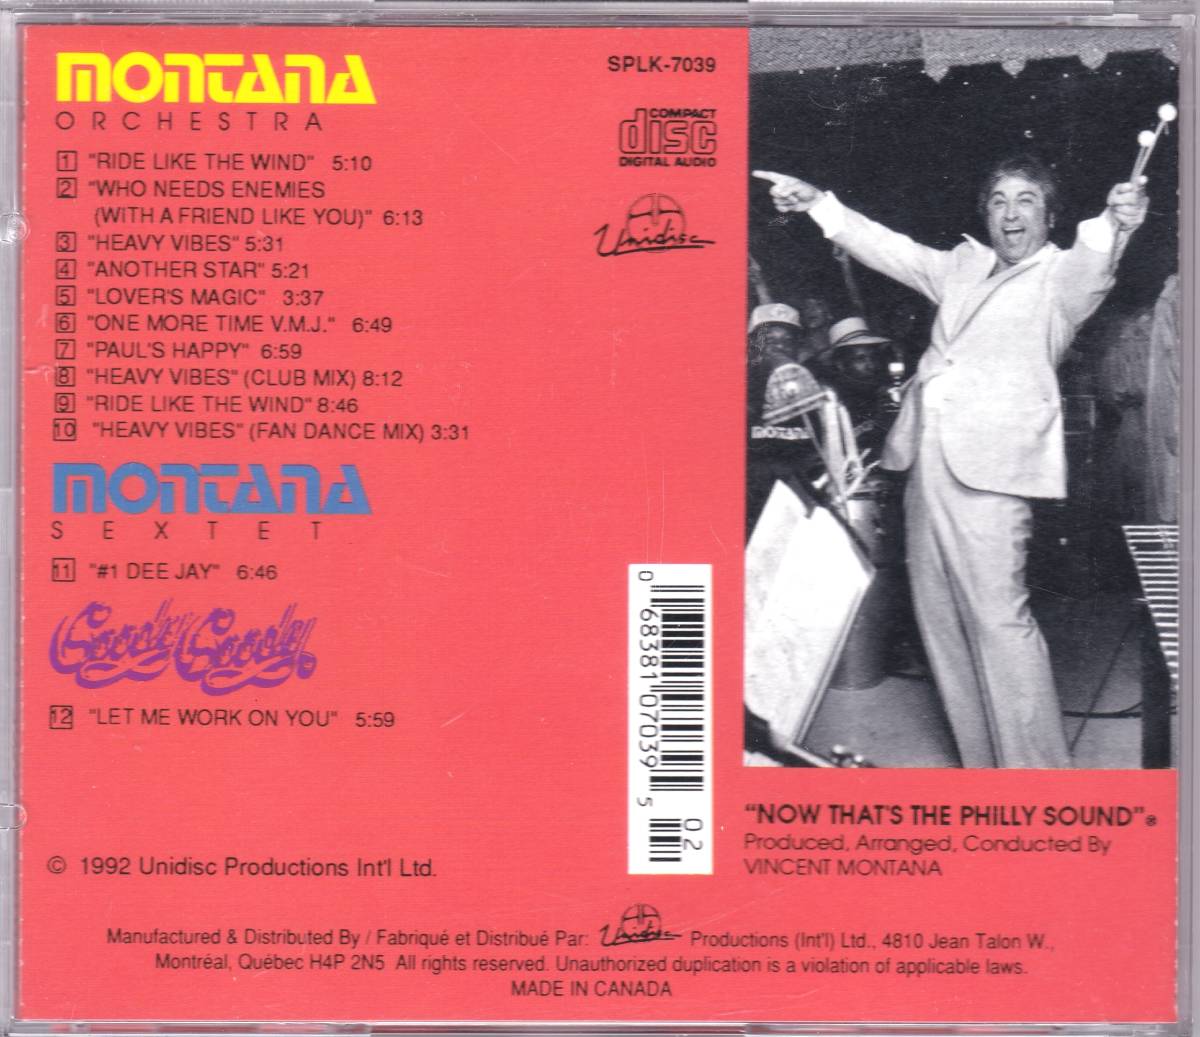 MONTANA
ORCHESTRA
1 "RIDE LIKE THE WIND" 5:10
2 "WHO NEEDS ENEMIES
(WITH A FRIEND LIKE YOU)" 6:13
3 "HEAVY VIBES" 5:31
4 "ANOTHER STAR" 5:21
5 "LOVER'S MAGIC" 3:37
6 "ONE MORE TIME V.M.J." 6:49
7 "PAUL'S HAPPY" 6:59
8 "HEAVY VIBES" (CLUB MIX) 8:12
9 "RIDE LIKE THE WIND" 8:46
10 "HEAVY VIBES" (FAN DANCE MIX) 3:31
MONTANA
SEXTET
11 "#1 DEE JAY" 6:46
Goody Goody
12 "LET ME WORK ON YOU" 5:59
SPLK-7039
COMPACT
disc
DIGITAL AUDIO
Unidisc
MONTANA
0 68381 07039 5
02
"NOW THAT'S THE PHILLY SOUND"®
Produced, Arranged, Conducted By
VINCENT MONTANA
© 1992 Unidisc Productions Int'l Ltd.
Manufactured & Distributed By / Fabriqué et Distribué Par: Unidisc Productions (Int'l) Ltd., 4810 Jean Talon W.,
Montréal, Québec H4P 2N5 All rights reserved. Unauthorized duplication is a violation of applicable laws.
MADE IN CANADA